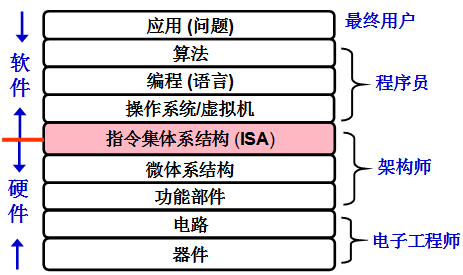 应用 (问题)
最终用户
算法
编程 (语言)
操作系统/虚拟机
程序员
软件
指令集体系结构 (ISA)
微体系结构
功能部件
架构师
硬件
电路
器件
电子工程师